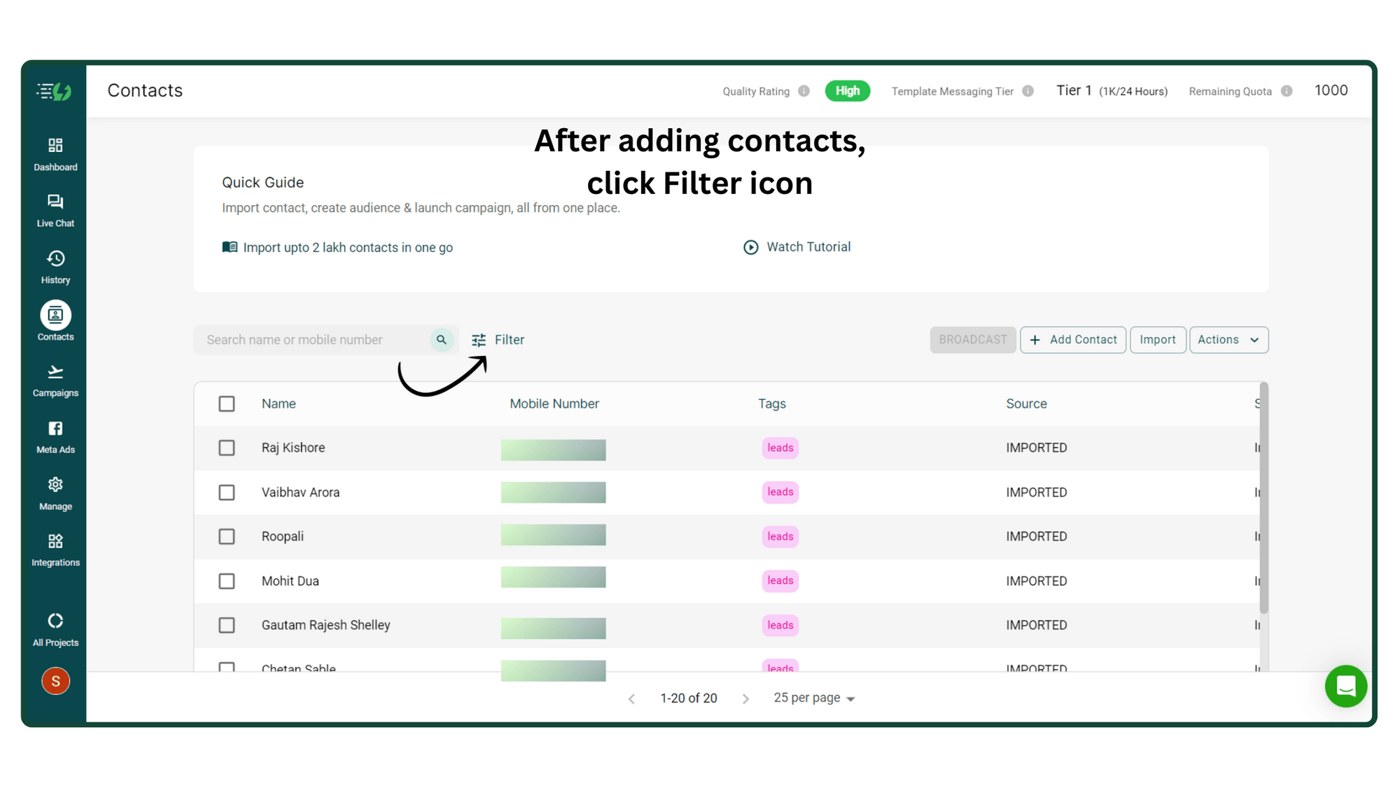 Contacts
Quality Rating
High
Template Messaging Tier
Tier 1 (1K/24 Hours)
Remaining Quota
1000
After adding contacts,
click Filter icon
Quick Guide
Import contact, create audience & launch campaign, all from one place.
Import upto 2 lakh contacts in one go
Watch Tutorial
Dashboard
Live Chat
History
Contacts
Campaigns
Meta Ads
Manage
Integrations
All Projects
S
Search name or mobile number
Filter
BROADCAST
+ Add Contact
Import
Actions
Name Mobile Number Tags Source
Raj Kishore leads IMPORTED
Vaibhav Arora leads IMPORTED
Roopali leads IMPORTED
Mohit Dua leads IMPORTED
Gautam Rajesh Shelley leads IMPORTED
Chetan Sable leads IMPORTED
1-20 of 20
25 per page